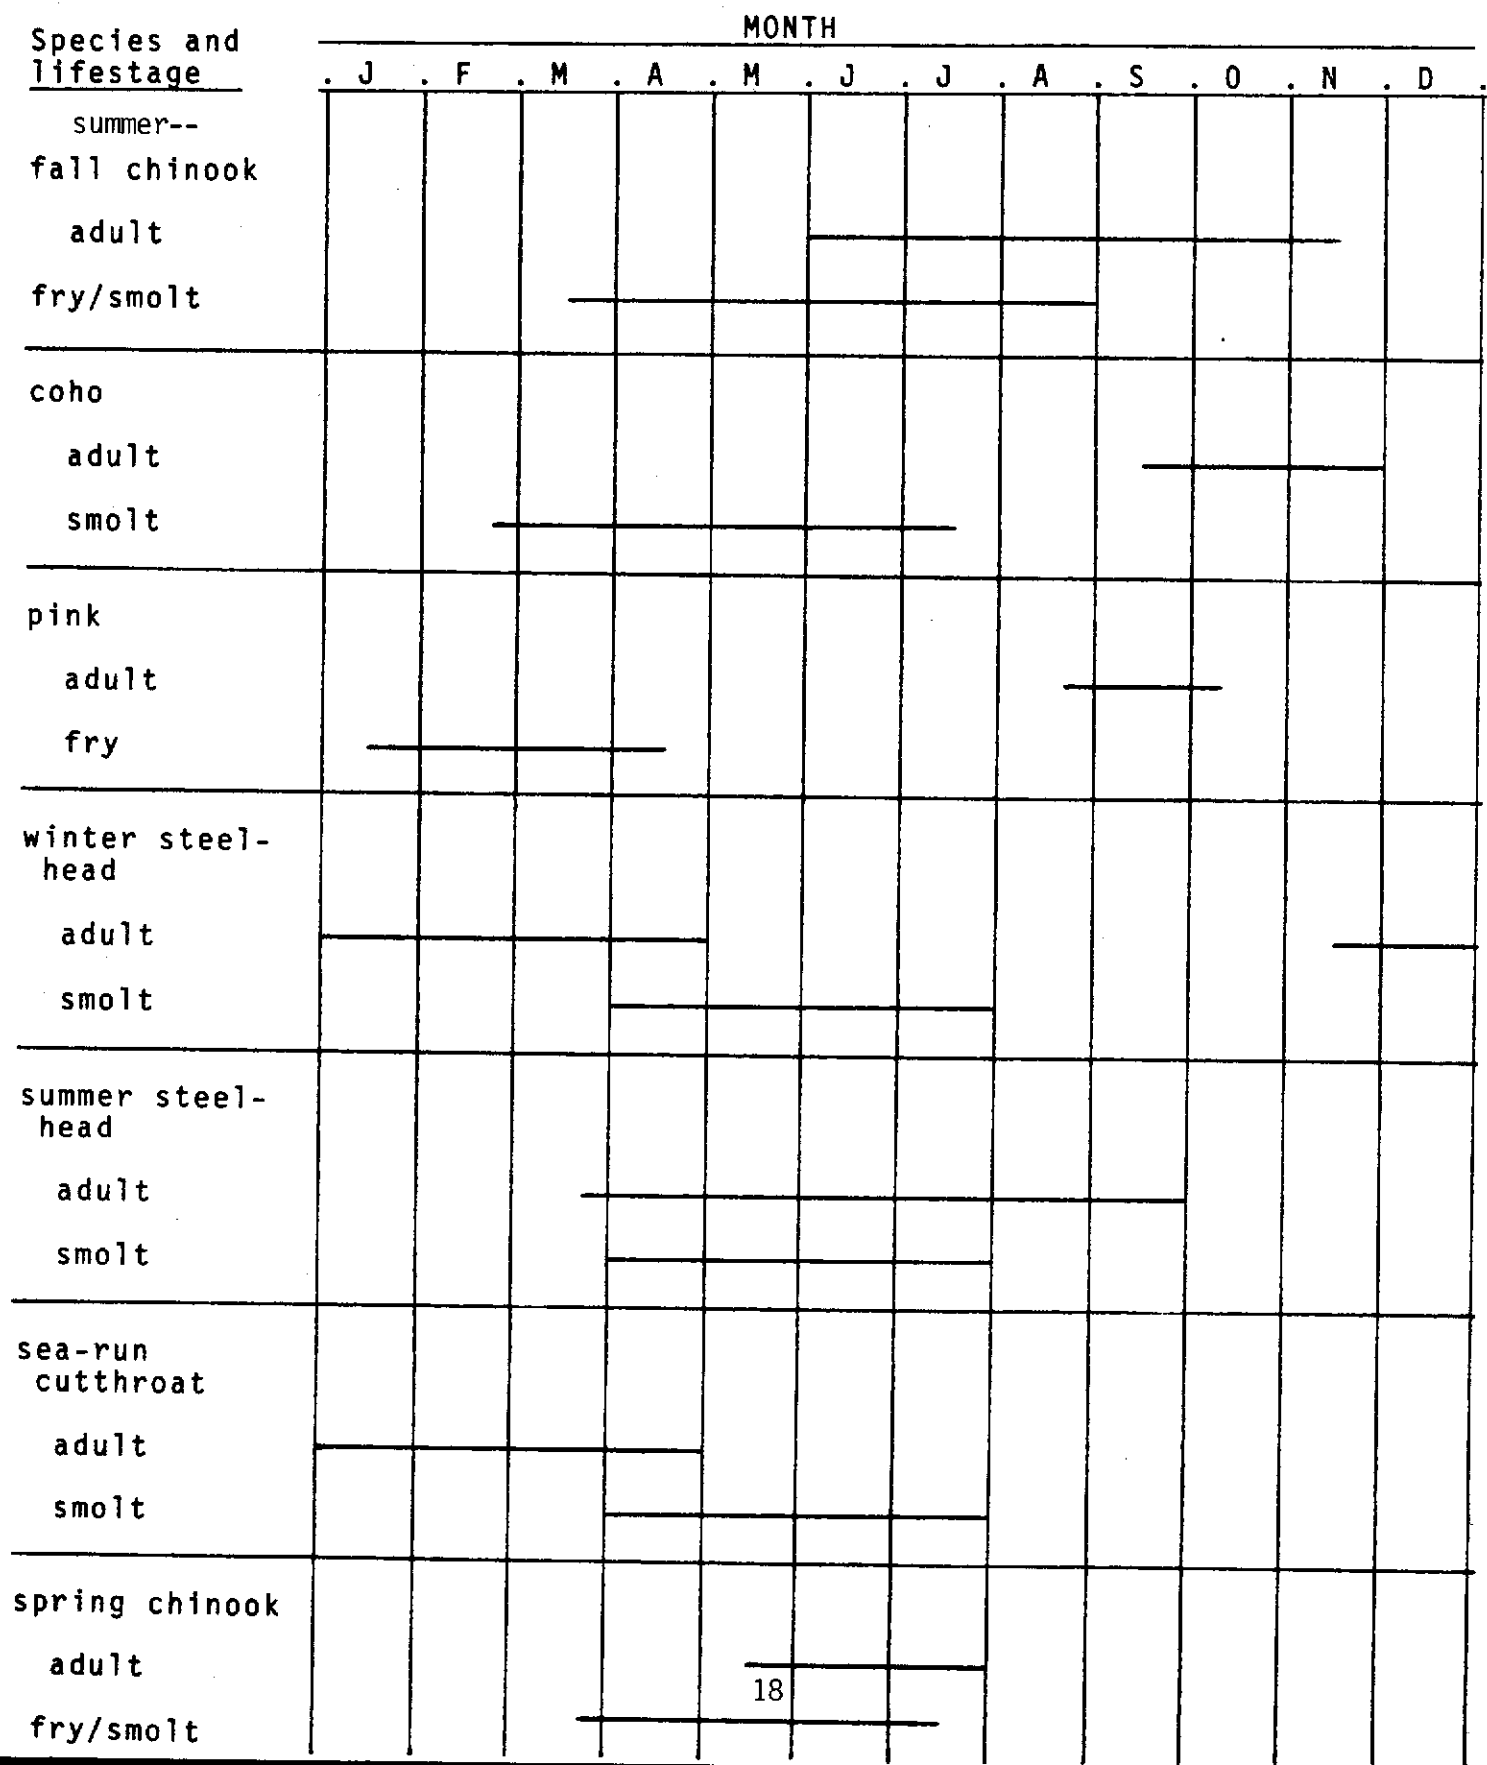 MONTH
Species and
lifestage
. J . F . M . A . M . J . J . A . S . O . N . D .
summer--
fall chinook
adult
fry/smolt
coho
adult
smolt
pink
adult
fry
winter steel-
head
adult
smolt
summer steel-
head
adult
smolt
sea-run
cutthroat
adult
smolt
spring chinook
adult
18
fry/smolt